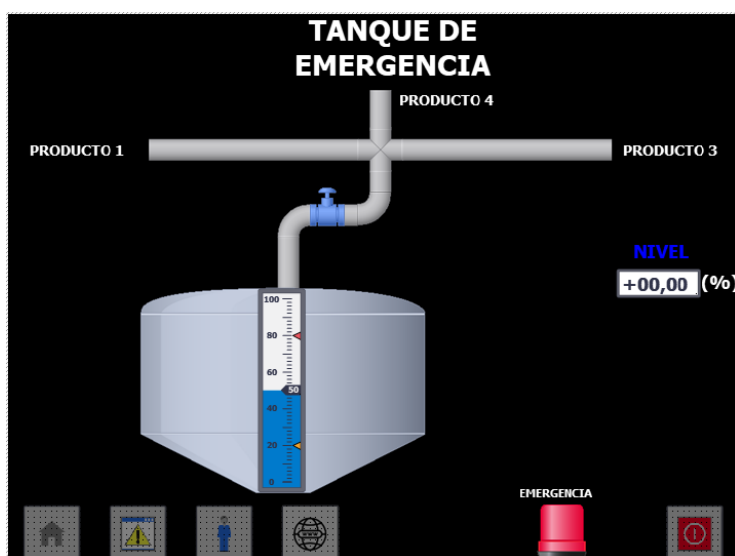 TANQUE DE
EMERGENCIA
PRODUCTO 4
PRODUCTO 1
PRODUCTO 3
NIVEL
+00,00 (%)
100
80
60
50
40
20
0
EMERGENCIA